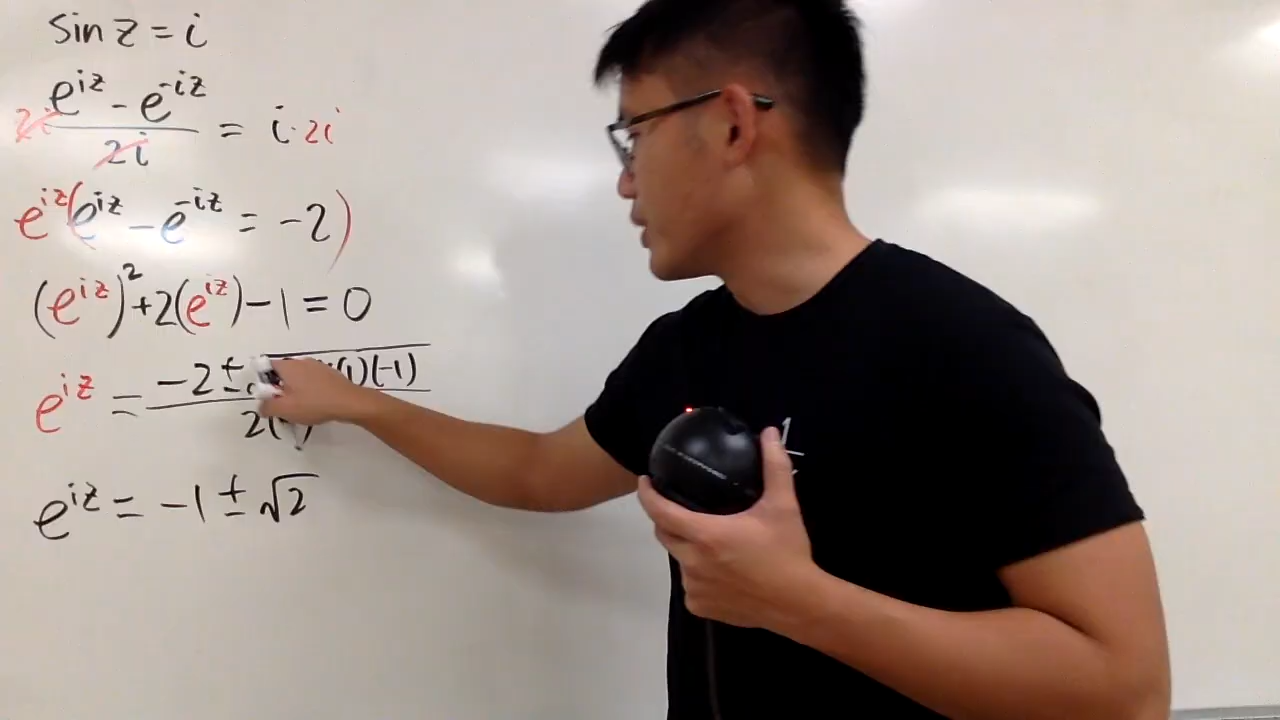 sin z = i
2i e^{iz} - e^{-iz} / 2i = i · 2i
e^{iz}(e^{iz} - e^{-iz} = -2)
(e^{iz})^2 + 2(e^{iz}) - 1 = 0
e^{iz} = -2 ± (1)(-1) / 2(
e^{iz} = -1 ± √2